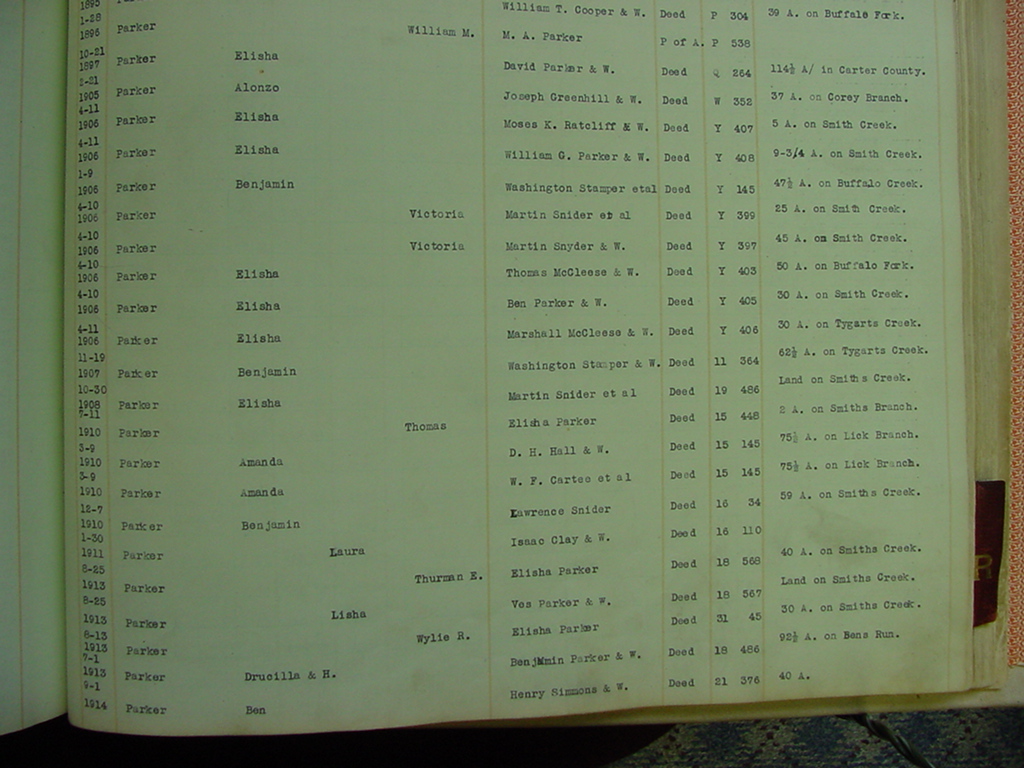 1895 William T. Cooper & W. Deed P 304 39 A. on Buffalo Fork.
1-28
1896 Parker William M. M. A. Parker P of A. P 538
10-21
1897 Parker Elisha David Parker & W. Deed Q 264 114½ A/ in Carter County.
2-21
1905 Parker Alonzo Joseph Greenhill & W. Deed W 352 37 A. on Corey Branch.
4-11
1906 Parker Elisha Moses K. Ratcliff & W. Deed Y 407 5 A. on Smith Creek.
4-11
1906 Parker Elisha William G. Parker & W. Deed Y 408 9-3/4 A. on Smith Creek.
1-9
1906 Parker Benjamin Washington Stamper etal Deed Y 145 47½ A. on Buffalo Creek.
4-10
1906 Parker Victoria Martin Snider et al Deed Y 399 25 A. on Smith Creek.
4-10
1906 Parker Victoria Martin Snyder & W. Deed Y 397 45 A. on Smith Creek.
4-10
1906 Parker Elisha Thomas McCleese & W. Deed Y 403 50 A. on Buffalo Fork.
4-10
1906 Parker Elisha Ben Parker & W. Deed Y 405 30 A. on Smith Creek.
4-11
1906 Parker Elisha Marshall McCleese & W. Deed Y 406 30 A. on Tygarts Creek.
11-19
1907 Parker Benjamin Washington Stamper & W. Deed 11 364 62½ A. on Tygarts Creek.
10-30
1908 Parker Elisha Martin Snider et al Deed 19 486 Land on Smiths Creek.
7-11
1910 Parker Thomas Elisha Parker Deed 15 448 2 A. on Smiths Branch.
3-9
1910 Parker Amanda D. H. Hall & W. Deed 15 145 75½ A. on Lick Branch.
3-9
1910 Parker Amanda W. F. Cartee et al Deed 15 145 75½ A. on Lick Branch.
12-7
1910 Parker Benjamin Lawrence Snider Deed 16 34 59 A. on Smiths Creek.
1-30
1911 Parker Laura Isaac Clay & W. Deed 16 110
8-25
1913 Parker Thurman E. Elisha Parker Deed 18 568 40 A. on Smiths Creek.
8-25
1913 Parker Lisha Ves Parker & W. Deed 18 567 Land on Smiths Creek.
8-13
1913 Parker Wylie R. Elisha Parker Deed 31 45 30 A. on Smiths Creek.
7-1
1913 Parker Drucilla & H. Benjamin Parker & W. Deed 18 486 92½ A. on Bens Run.
9-1
1914 Parker Ben Henry Simmons & W. Deed 21 376 40 A.